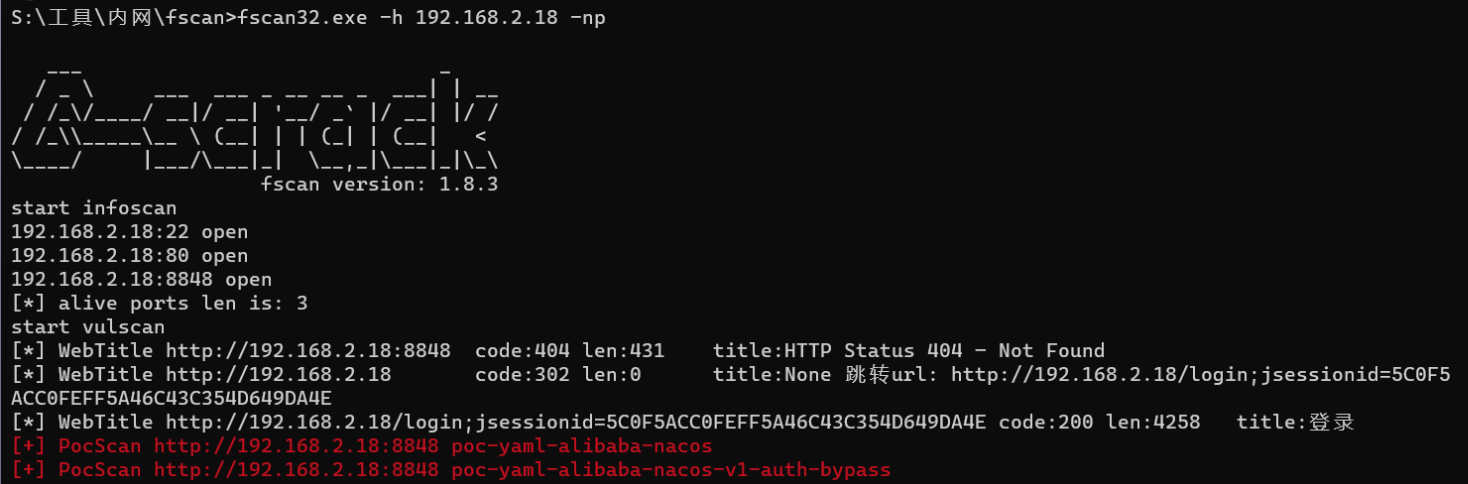 S:\工具\内网\fscan>fscan32.exe -h 192.168.2.18 -np
   ___                              _
  / _ \     ___  ___ _ __ __ _  ___| | __
 / /_\/____/ __|/ __| '__/ _` |/ __| |/ /
/ /_\\_____\__ \ (__| | | (_| | (__|   <
\____/     |___/\___|_|  \__,_|\___|_|\_\
                     fscan version: 1.8.3
start infoscan
192.168.2.18:22 open
192.168.2.18:80 open
192.168.2.18:8848 open
[*] alive ports len is: 3
start vulscan
[*] WebTitle http://192.168.2.18:8848  code:404 len:431    title:HTTP Status 404 – Not Found
[*] WebTitle http://192.168.2.18       code:302 len:0      title:None 跳转url: http://192.168.2.18/login;jsessionid=5C0F5
ACC0FEFF5A46C43C354D649DA4E
[*] WebTitle http://192.168.2.18/login;jsessionid=5C0F5ACC0FEFF5A46C43C354D649DA4E code:200 len:4258   title:登录
[+] PocScan http://192.168.2.18:8848 poc-yaml-alibaba-nacos
[+] PocScan http://192.168.2.18:8848 poc-yaml-alibaba-nacos-v1-auth-bypass